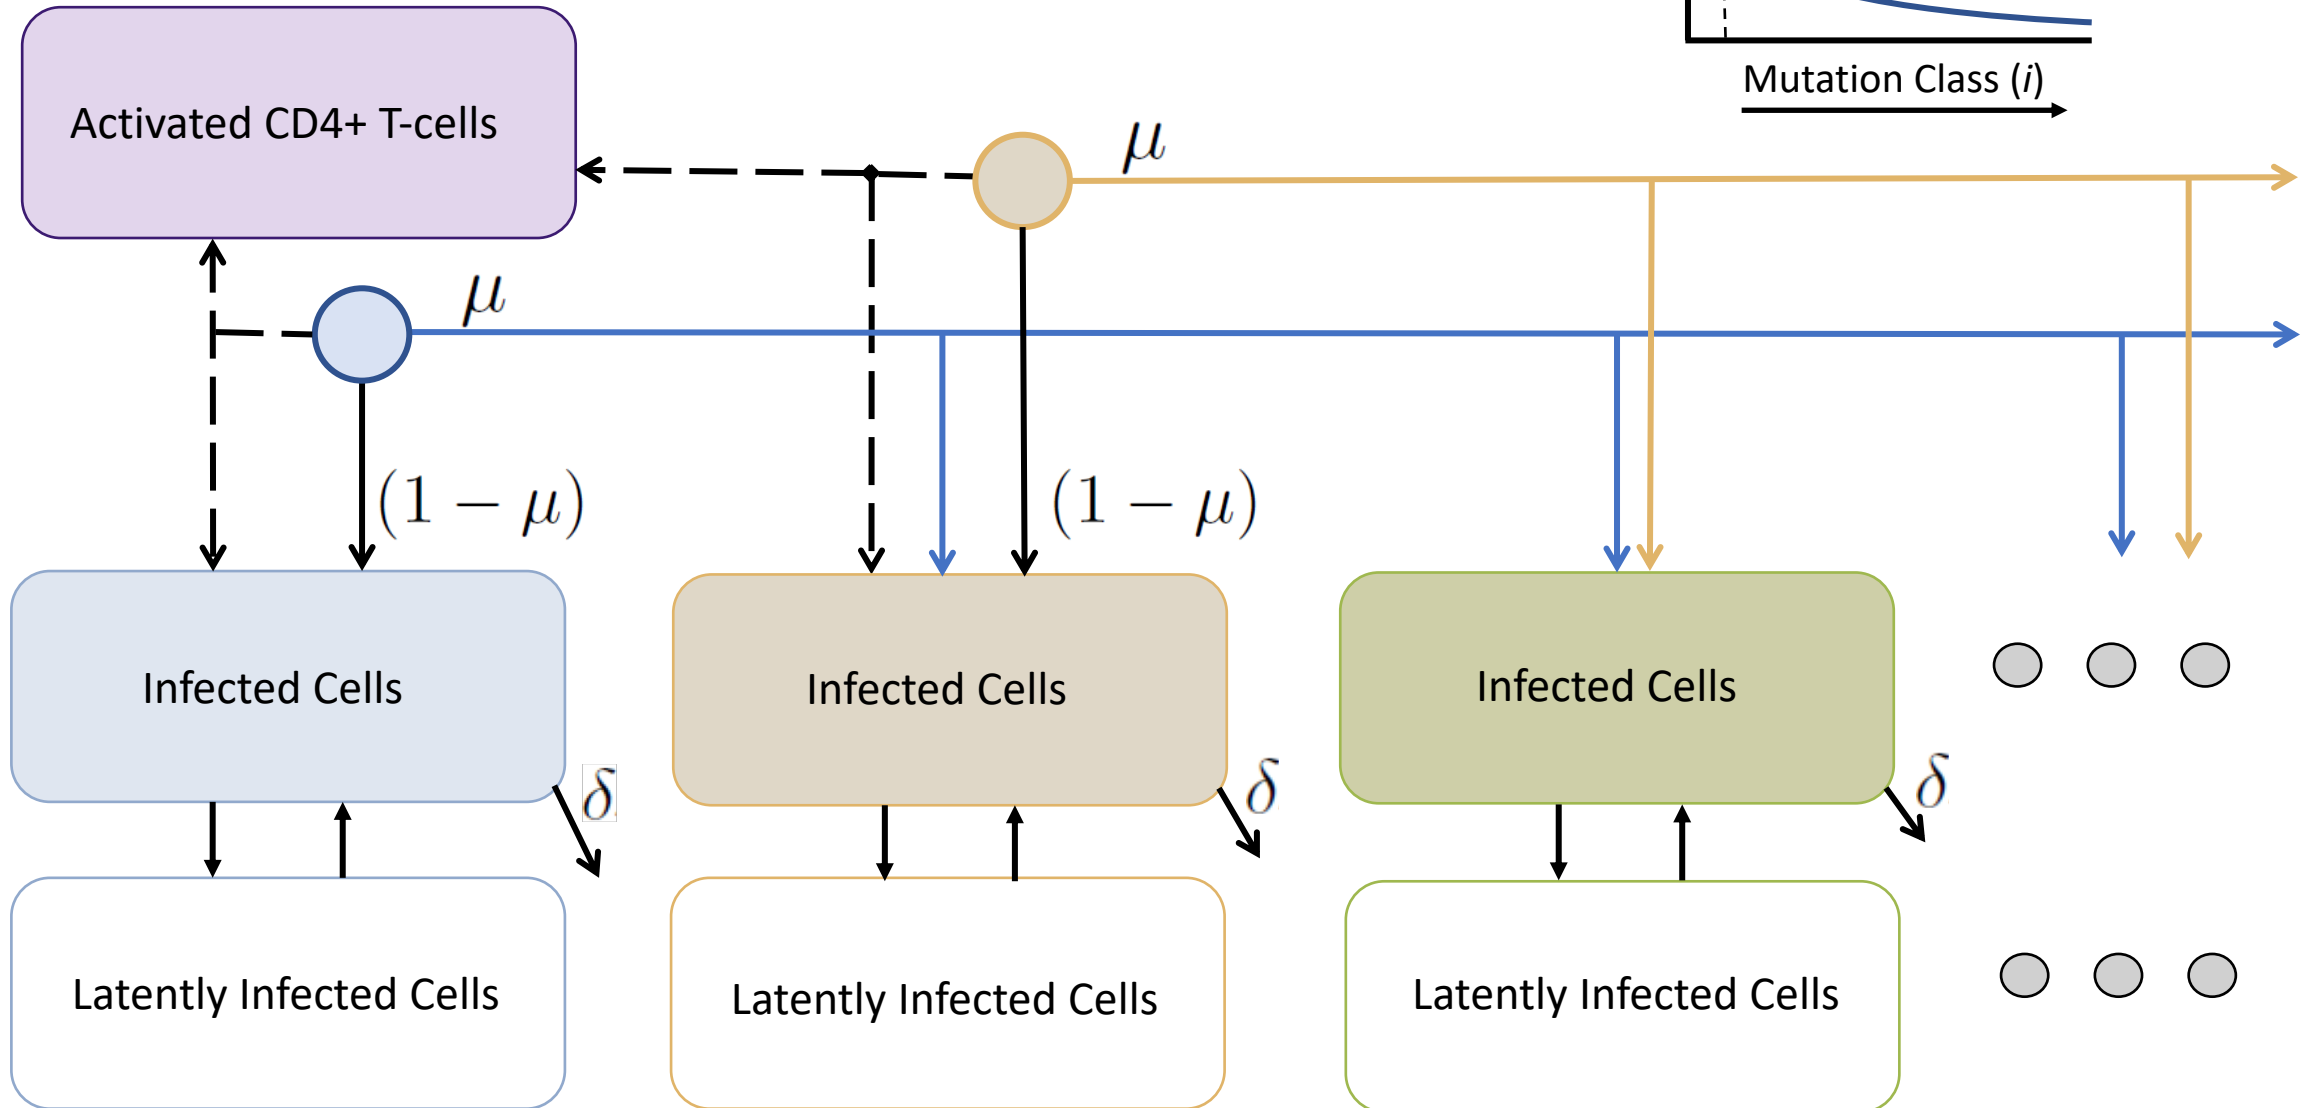 Mutation Class (i)
Activated CD4+ T-cells
μ
μ
(1 − μ)
(1 − μ)
Infected Cells
Infected Cells
Infected Cells
δ
δ
δ
Latently Infected Cells
Latently Infected Cells
Latently Infected Cells